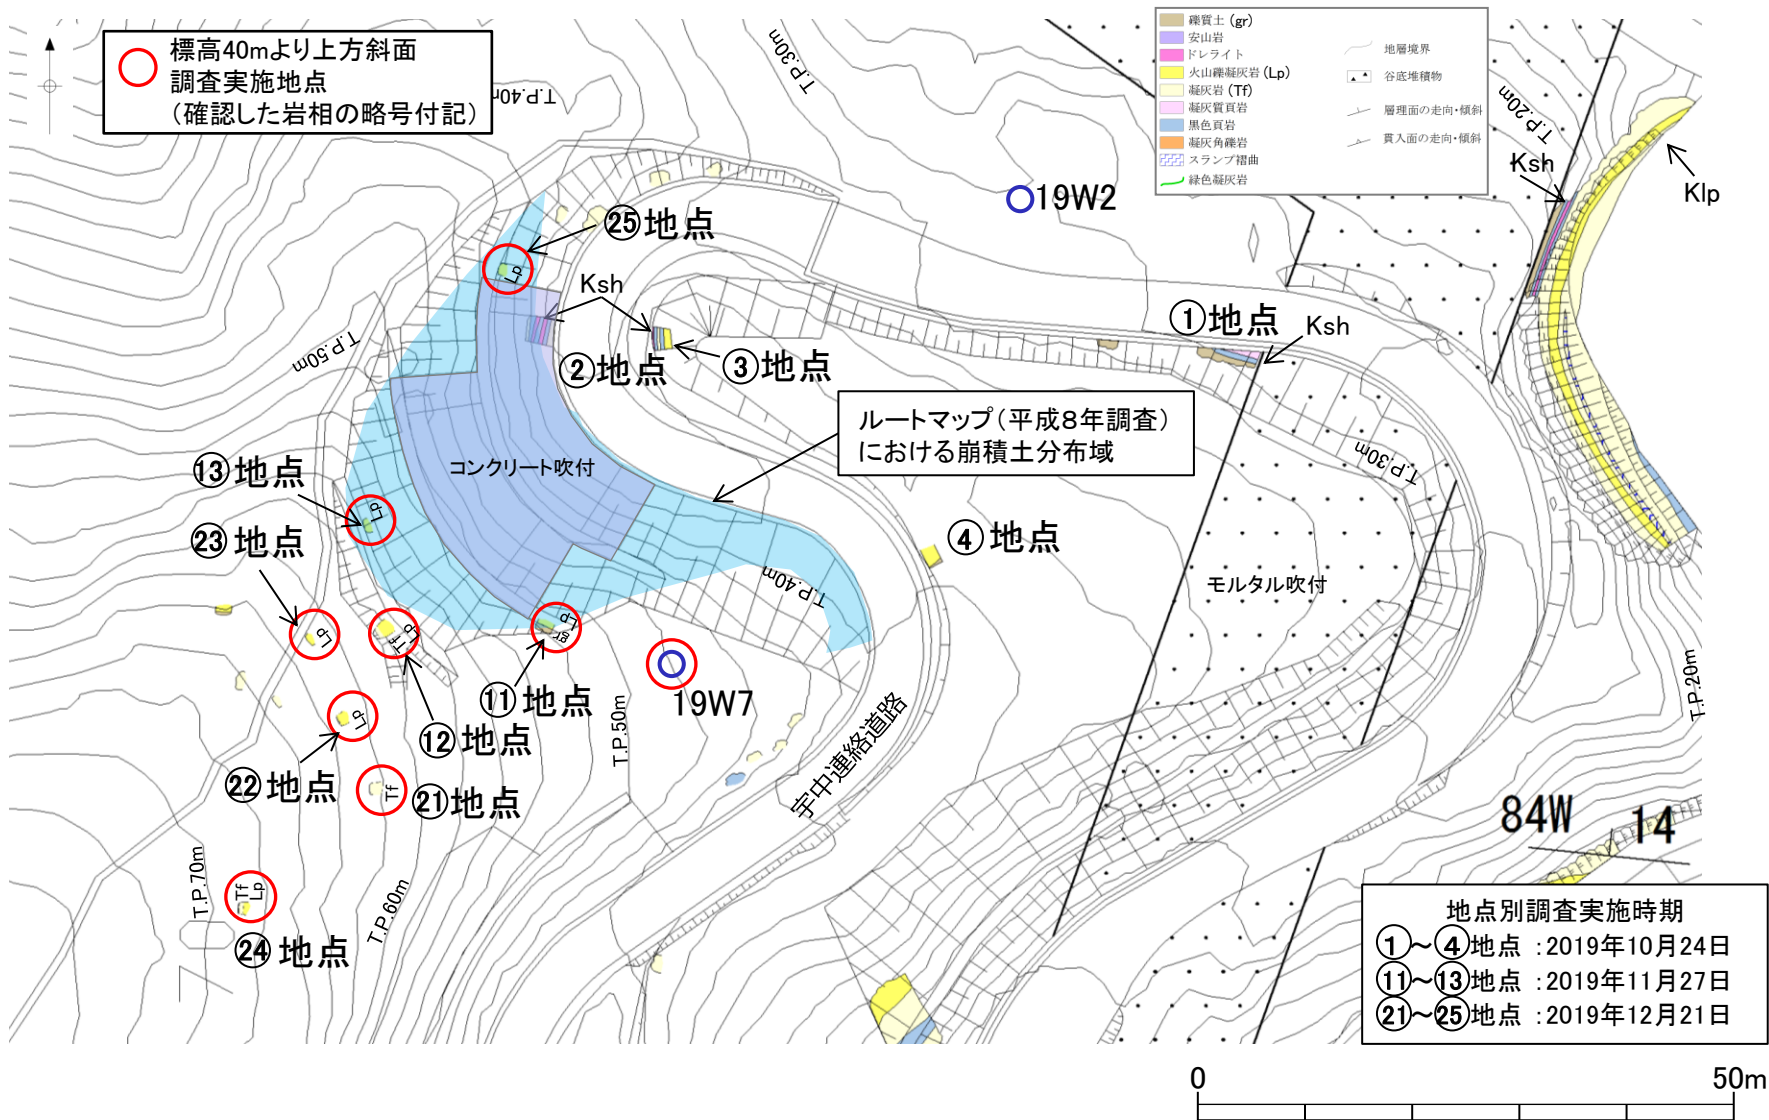 標高40mより上方斜面
調査実施地点
(確認した岩相の略号付記)
礫質土 (gr)
安山岩
ドレライト
火山礫凝灰岩 (Lp)
凝灰岩 (Tf)
凝灰質頁岩
黒色頁岩
凝灰角礫岩
スランプ褶曲
緑色凝灰岩
地層境界
谷底堆積物
層理面の走向・傾斜
貫入面の走向・傾斜
T.P.40m
T.P.30m
T.P.20m
Ksh
Klp
19W2
㉕地点
Lp
Ksh
②地点
③地点
①地点
Ksh
T.P.50m
ルートマップ(平成8年調査)
における崩積土分布域
T.P.30m
コンクリート吹付
⑬地点
Lp
㉓地点
④地点
モルタル吹付
T.P.40m
Lp
Lp
Tf
Lp
gr
⑪地点
19W7
⑫地点
T.P.50m
T.P.20m
Lp
㉒地点
Tf
㉑地点
宇中連絡道路
84W
14
T.P.70m
T.P.60m
Tf
Lp
㉔地点
地点別調査実施時期
①~④地点 :2019年10月24日
⑪~⑬地点 :2019年11月27日
㉑~㉕地点 :2019年12月21日
0
50m